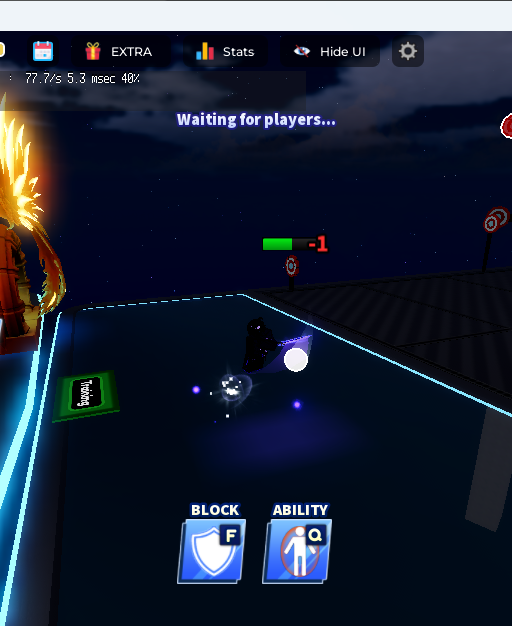 EXTRA
Stats
Hide UI
: 77.7/s 5.3 msec 40%
Waiting for players...
-1
Training
BLOCK
ABILITY
F
Q